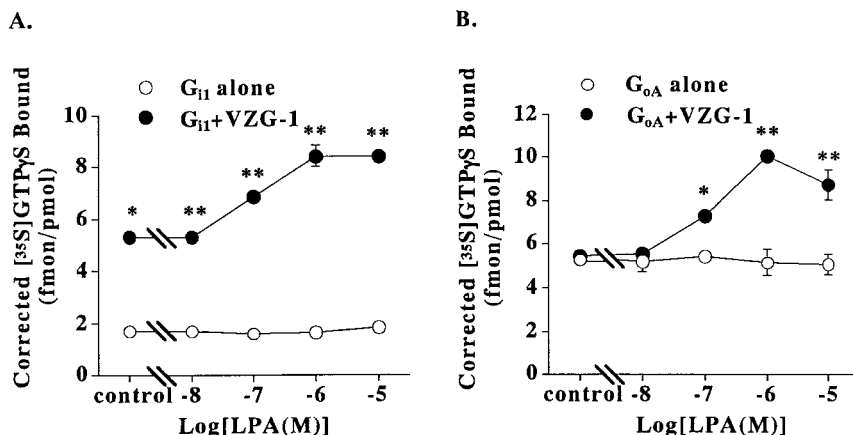 A.
Gi1 alone
Gi1+VZG-1
Corrected [35S]GTPγS Bound
(fmon/pmol)
10
8
6
4
2
0
*
**
**
**
**
control
-8
-7
-6
-5
Log[LPA(M)]
B.
GoA alone
GoA+VZG-1
Corrected [35S]GTPγS Bound
(fmon/pmol)
12
10
8
6
4
2
0
*
**
**
control
-8
-7
-6
-5
Log[LPA(M)]